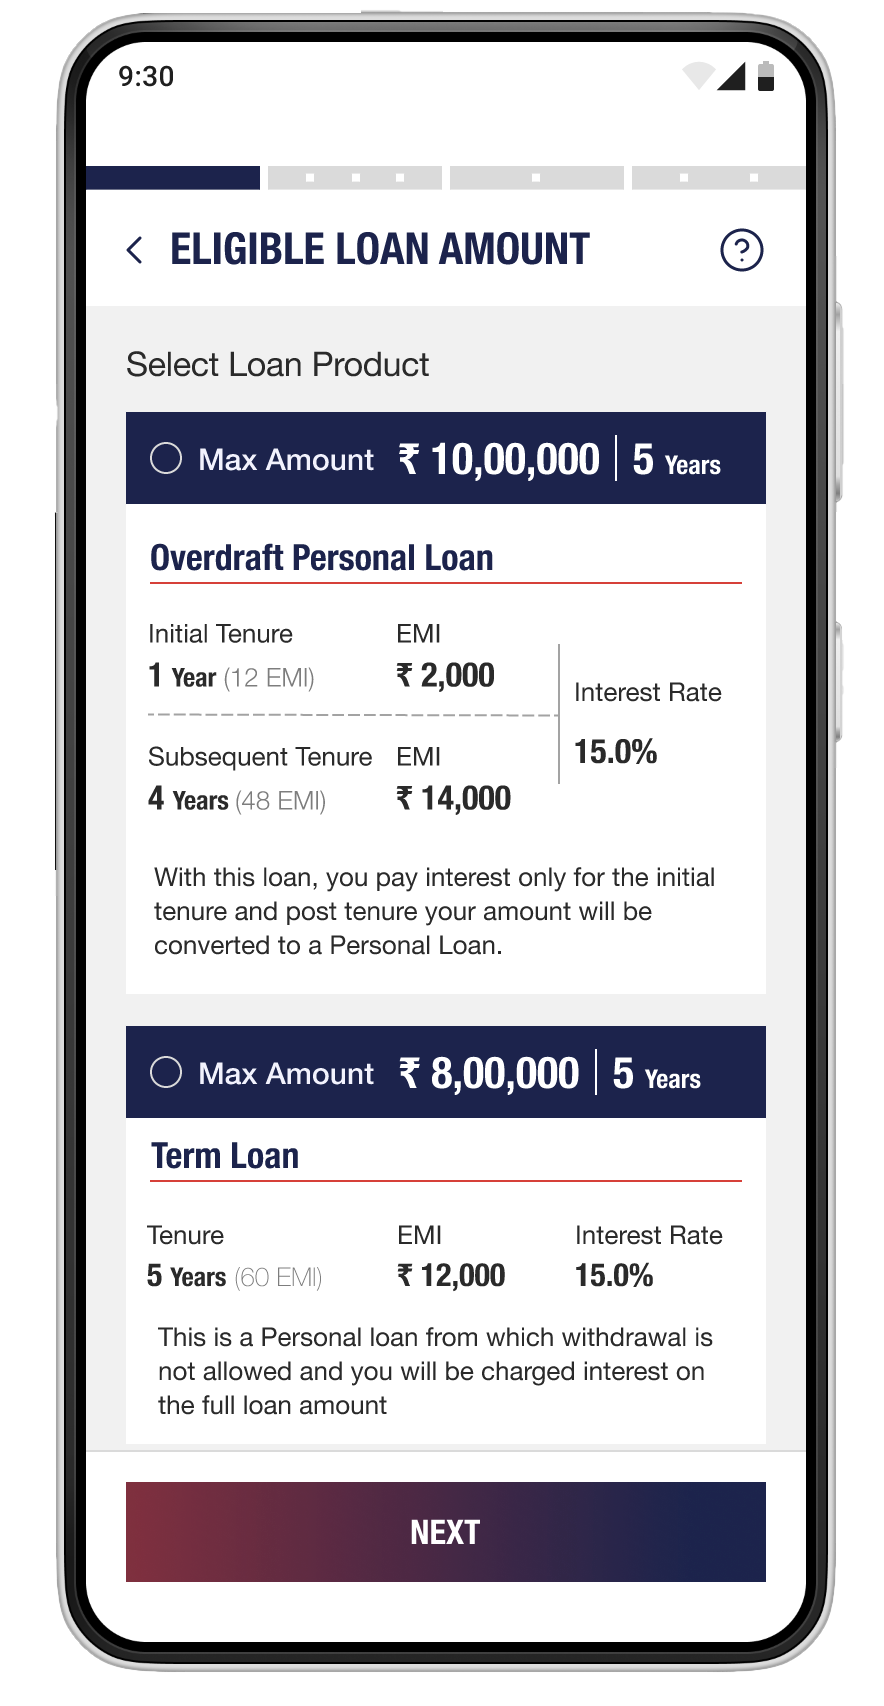 9:30
ELIGIBLE LOAN AMOUNT ?
Select Loan Product
Max Amount ₹ 10,00,000 | 5 Years
Overdraft Personal Loan
Initial Tenure EMI
1 Year (12 EMI) ₹ 2,000
Interest Rate
15.0%
Subsequent Tenure EMI
4 Years (48 EMI) ₹ 14,000
With this loan, you pay interest only for the initial
tenure and post tenure your amount will be
converted to a Personal Loan.
Max Amount ₹ 8,00,000 | 5 Years
Term Loan
Tenure EMI Interest Rate
5 Years (60 EMI) ₹ 12,000 15.0%
This is a Personal loan from which withdrawal is
not allowed and you will be charged interest on
the full loan amount
NEXT